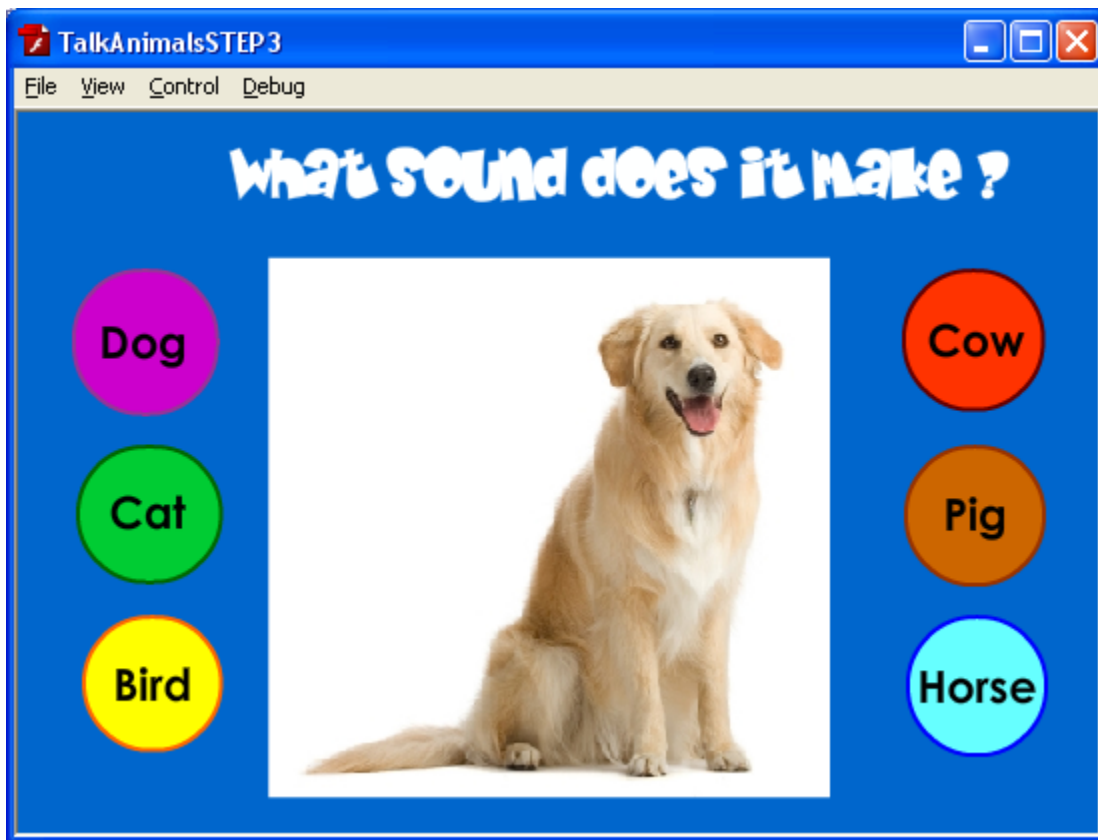 TalkAnimalsSTEP3
File View Control Debug
What sound does it make ?
Dog
Cat
Bird
Cow
Pig
Horse